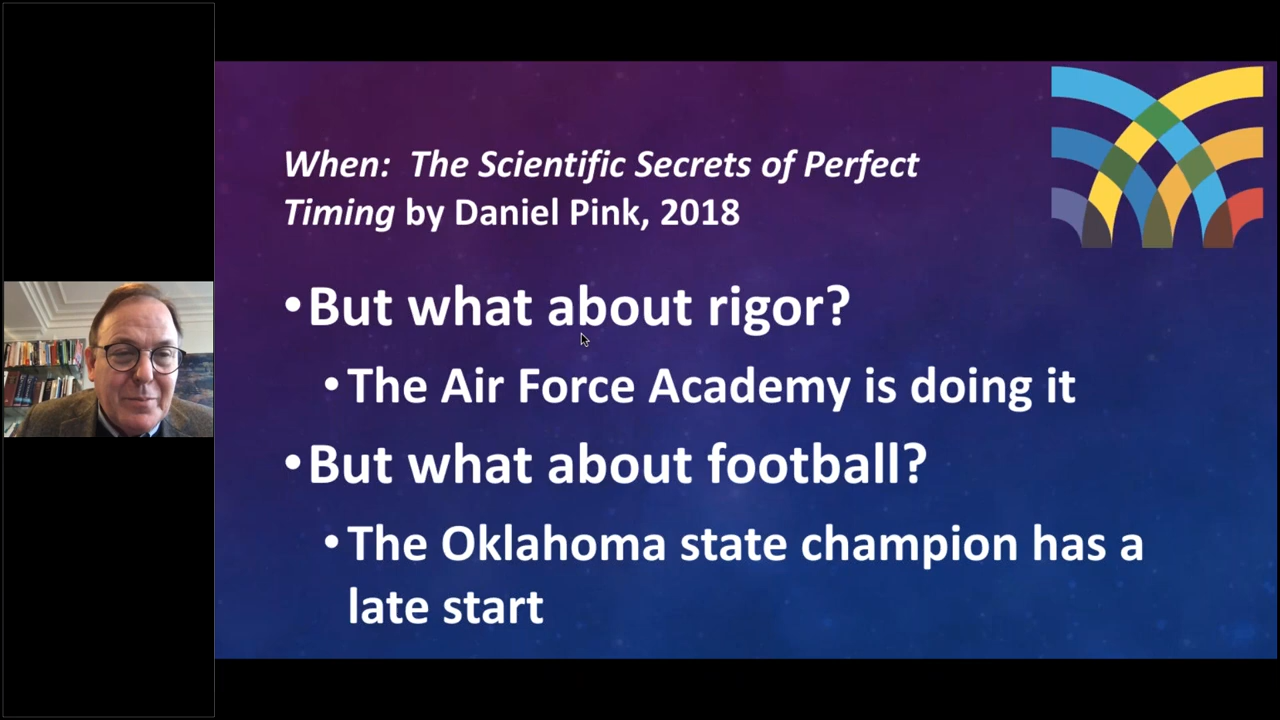 When: The Scientific Secrets of Perfect
Timing by Daniel Pink, 2018
•But what about rigor?
•The Air Force Academy is doing it
•But what about football?
•The Oklahoma state champion has a
late start